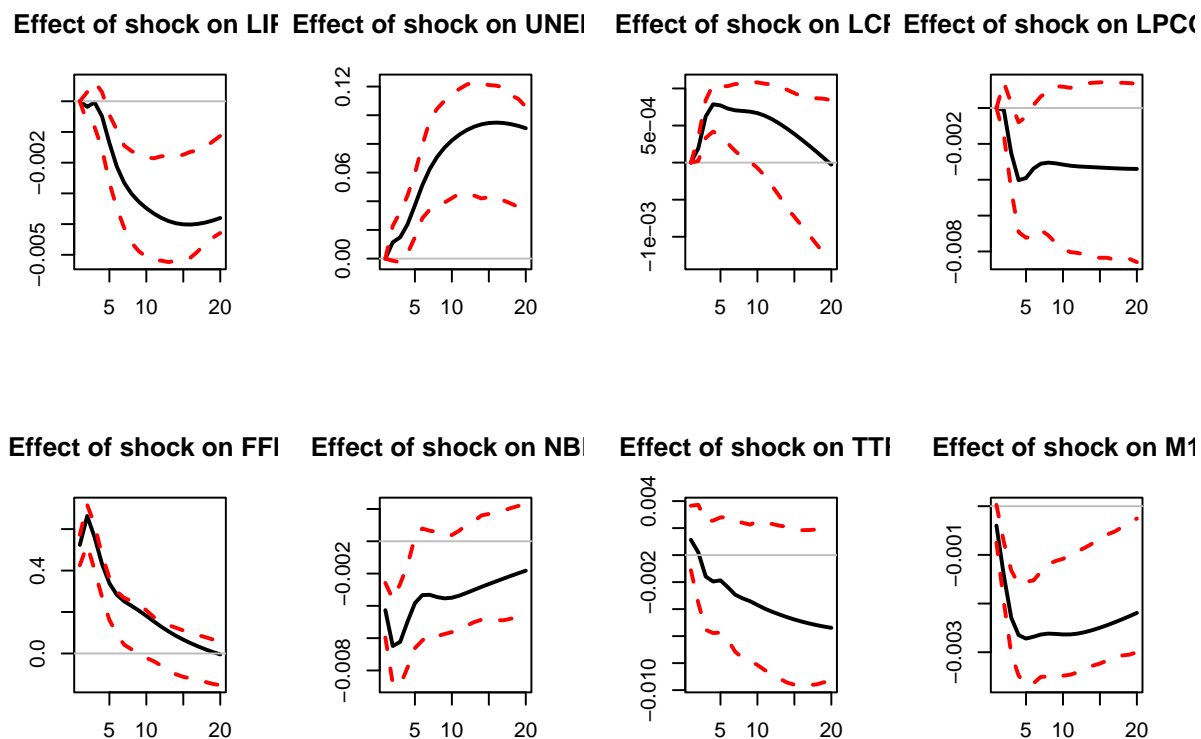 Effect of shock on LIF
Effect of shock on UNEI
Effect of shock on LCF
Effect of shock on LPCC
−0.005 −0.002
0.00 0.06 0.12
−1e−03 5e−04
−0.008 −0.002
5 10 20
5 10 20
5 10 20
5 10 20
Effect of shock on FFI
Effect of shock on NBI
Effect of shock on TTF
Effect of shock on M1
0.0 0.4
−0.008 −0.002
−0.010 −0.002 0.004
−0.003 −0.001
5 10 20
5 10 20
5 10 20
5 10 20